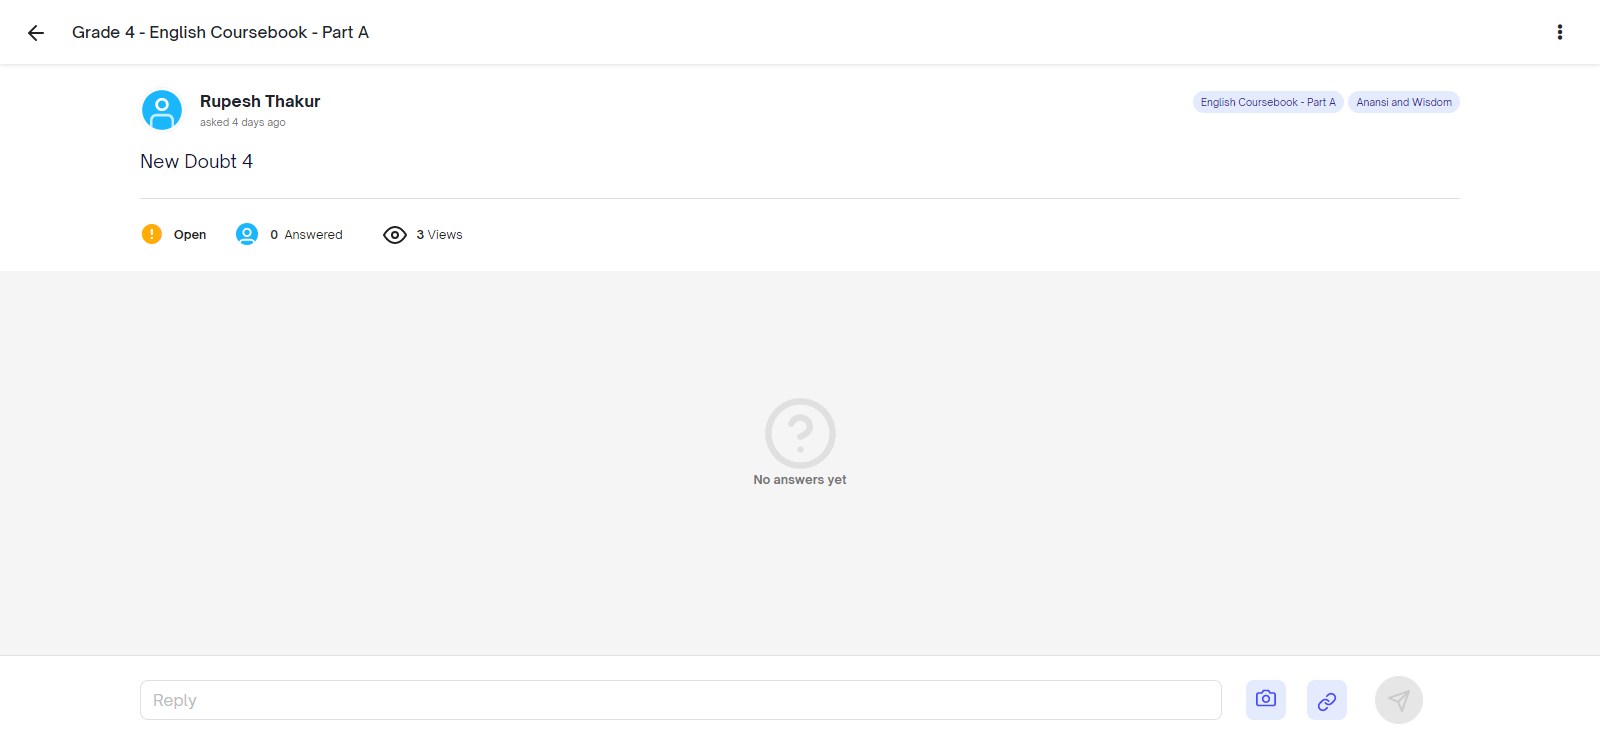 Grade 4 - English Coursebook - Part A
Rupesh Thakur
asked 4 days ago
English Coursebook - Part A
Anansi and Wisdom
New Doubt 4
Open
0 Answered
3 Views
No answers yet
Reply